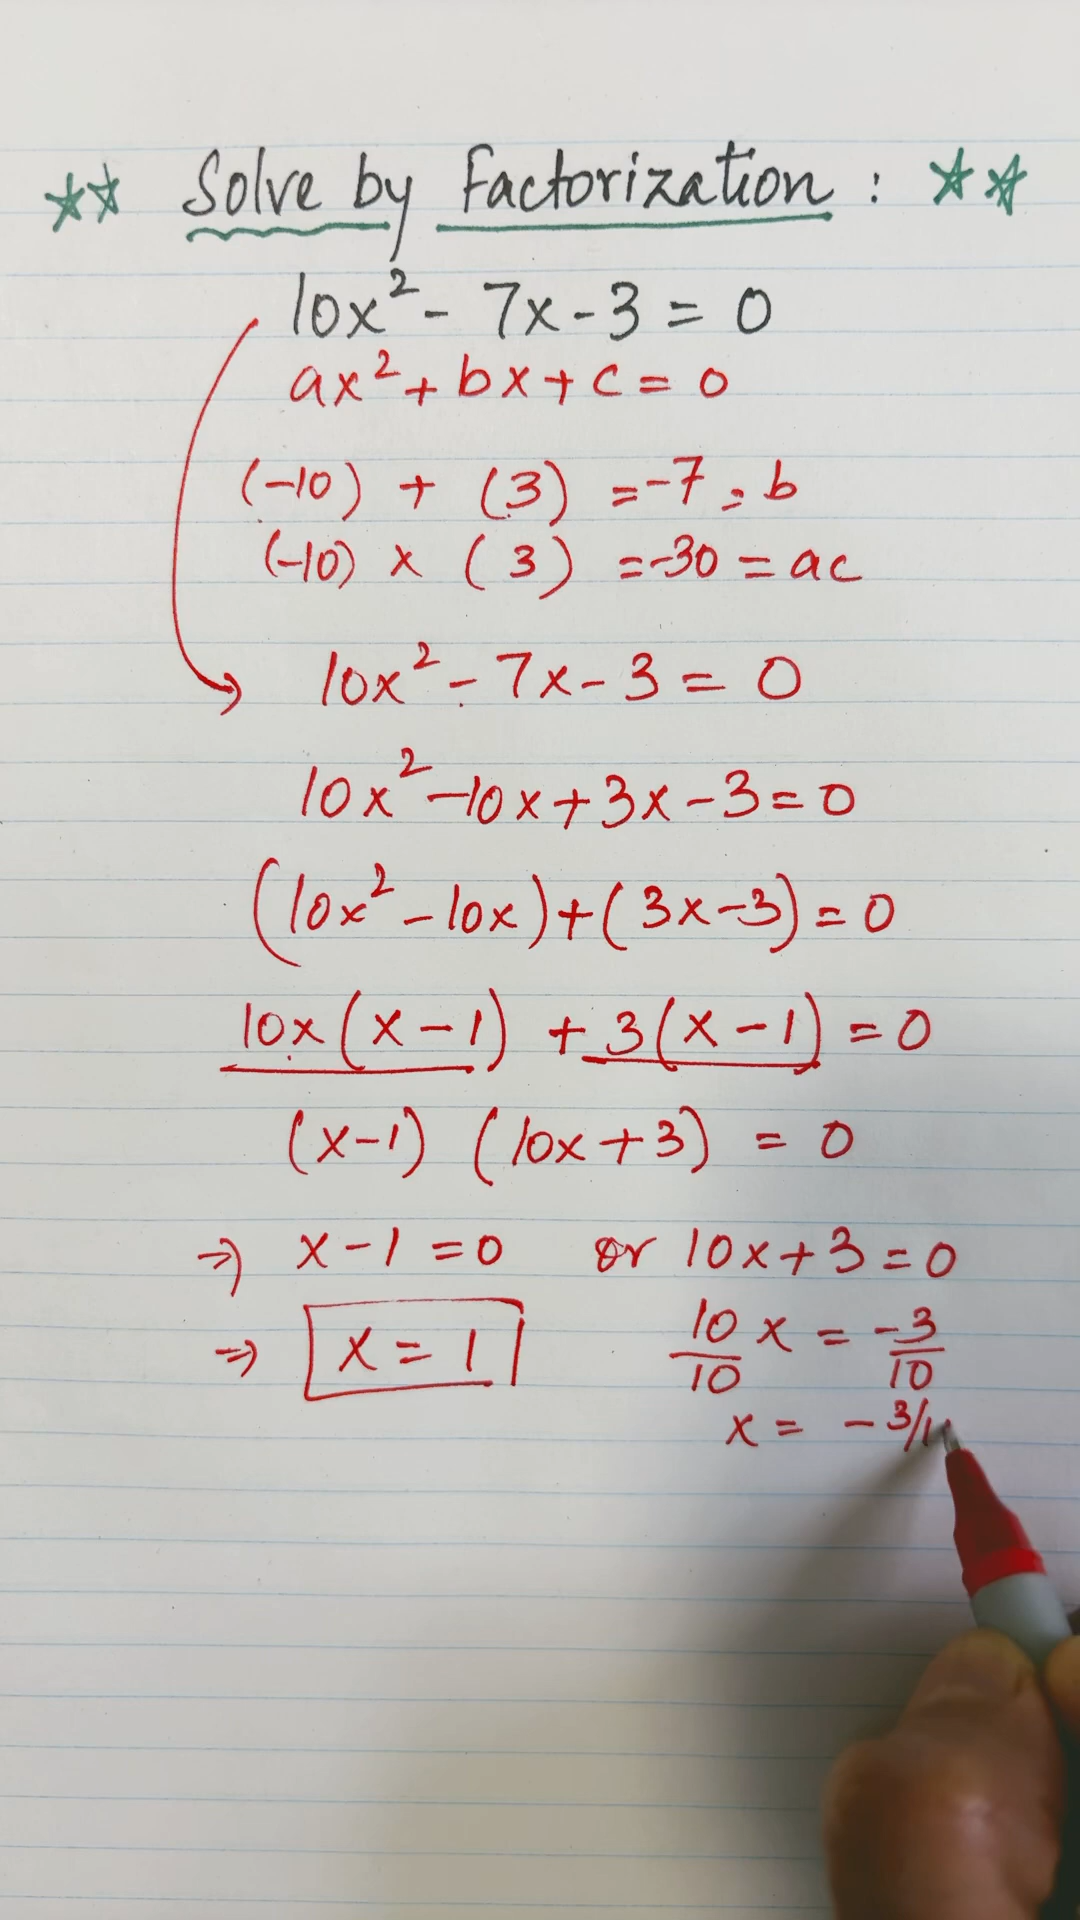 ** Solve by Factorization : **
10x² - 7x - 3 = 0
ax² + bx + c = 0
(-10) + (3) = -7 = b
(-10) x (3) = -30 = ac
10x² - 7x - 3 = 0
10x² - 10x + 3x - 3 = 0
(10x² - 10x) + (3x - 3) = 0
10x(x - 1) + 3(x - 1) = 0
(x - 1) (10x + 3) = 0
⇒ x - 1 = 0 or 10x + 3 = 0
⇒ x = 1
10/10 x = -3/10
x = - 3/1